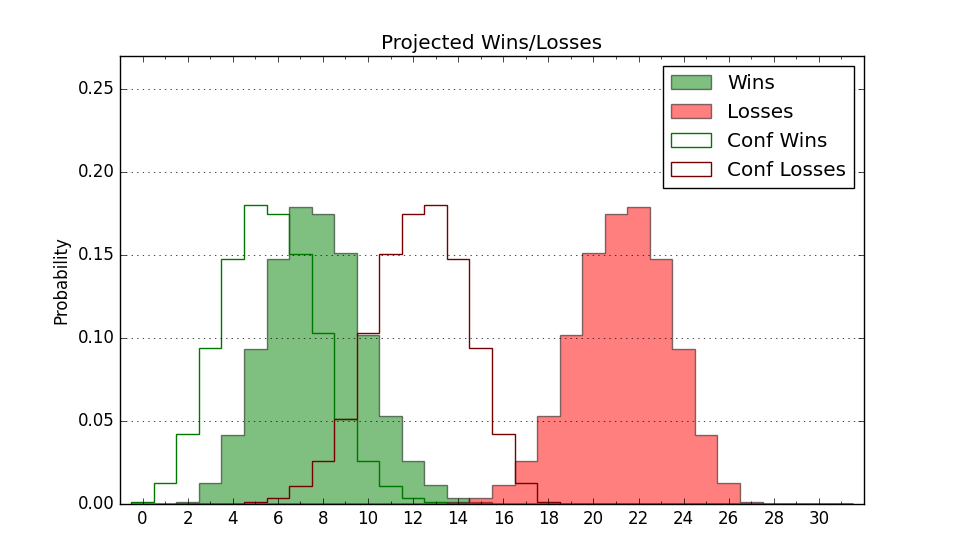 Projected Wins/Losses
Wins
Losses
Conf Wins
Conf Losses
Probability
0.25
0.20
0.15
0.10
0.05
0.00
0 2 4 6 8 10 12 14 16 18 20 22 24 26 28 30